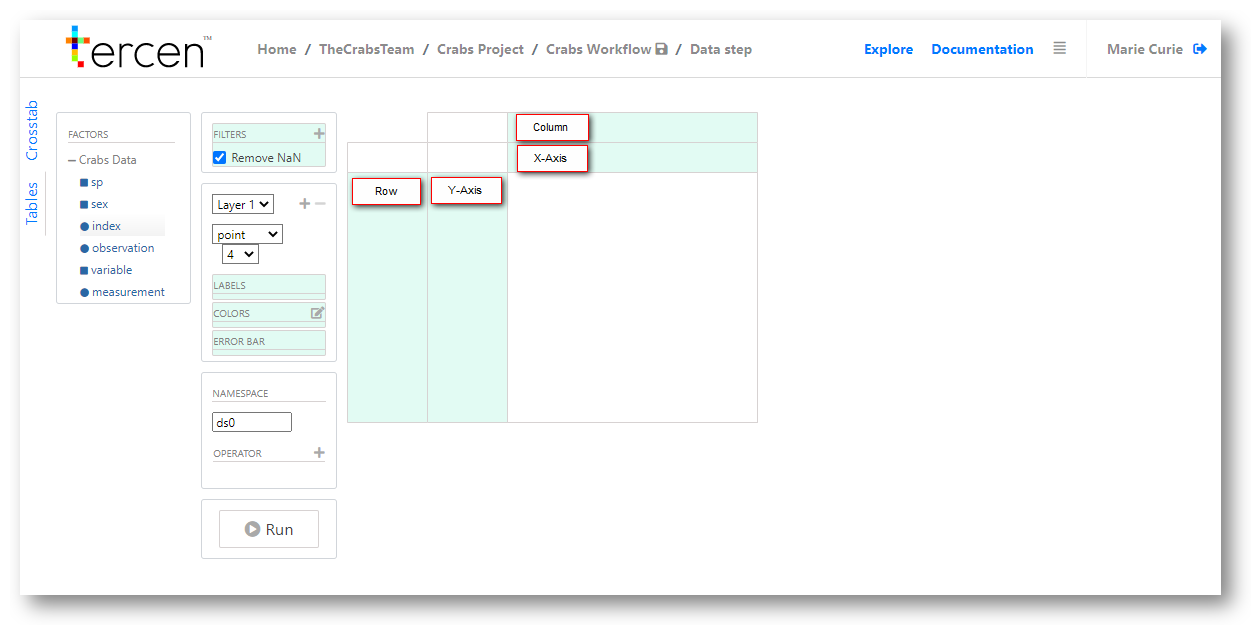 tercen™
Home / TheCrabsTeam / Crabs Project / Crabs Workflow / Data step
Explore Documentation Marie Curie
Crosstab
Tables
FACTORS
Crabs Data
sp
sex
index
observation
variable
measurement
FILTERS
Remove NaN
Layer 1
point
4
LABELS
COLORS
ERROR BAR
NAMESPACE
ds0
OPERATOR
Run
Column
X-Axis
Row
Y-Axis